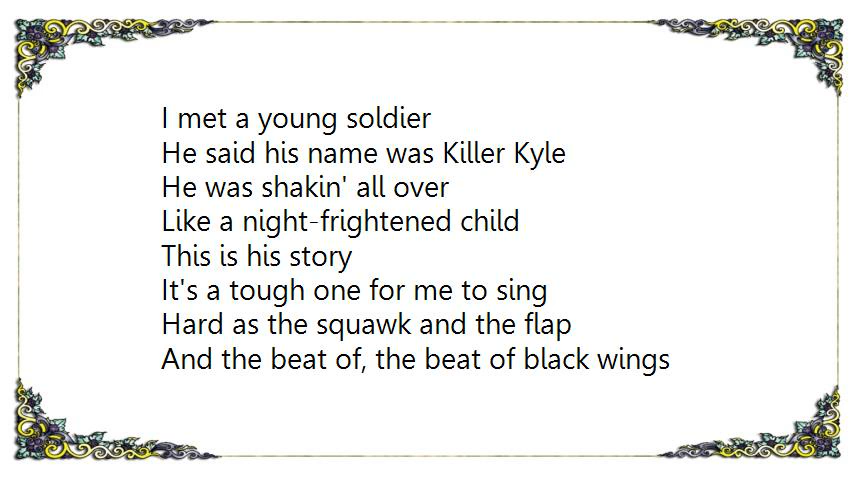 I met a young soldier
He said his name was Killer Kyle
He was shakin' all over
Like a night-frightened child
This is his story
It's a tough one for me to sing
Hard as the squawk and the flap
And the beat of, the beat of black wings